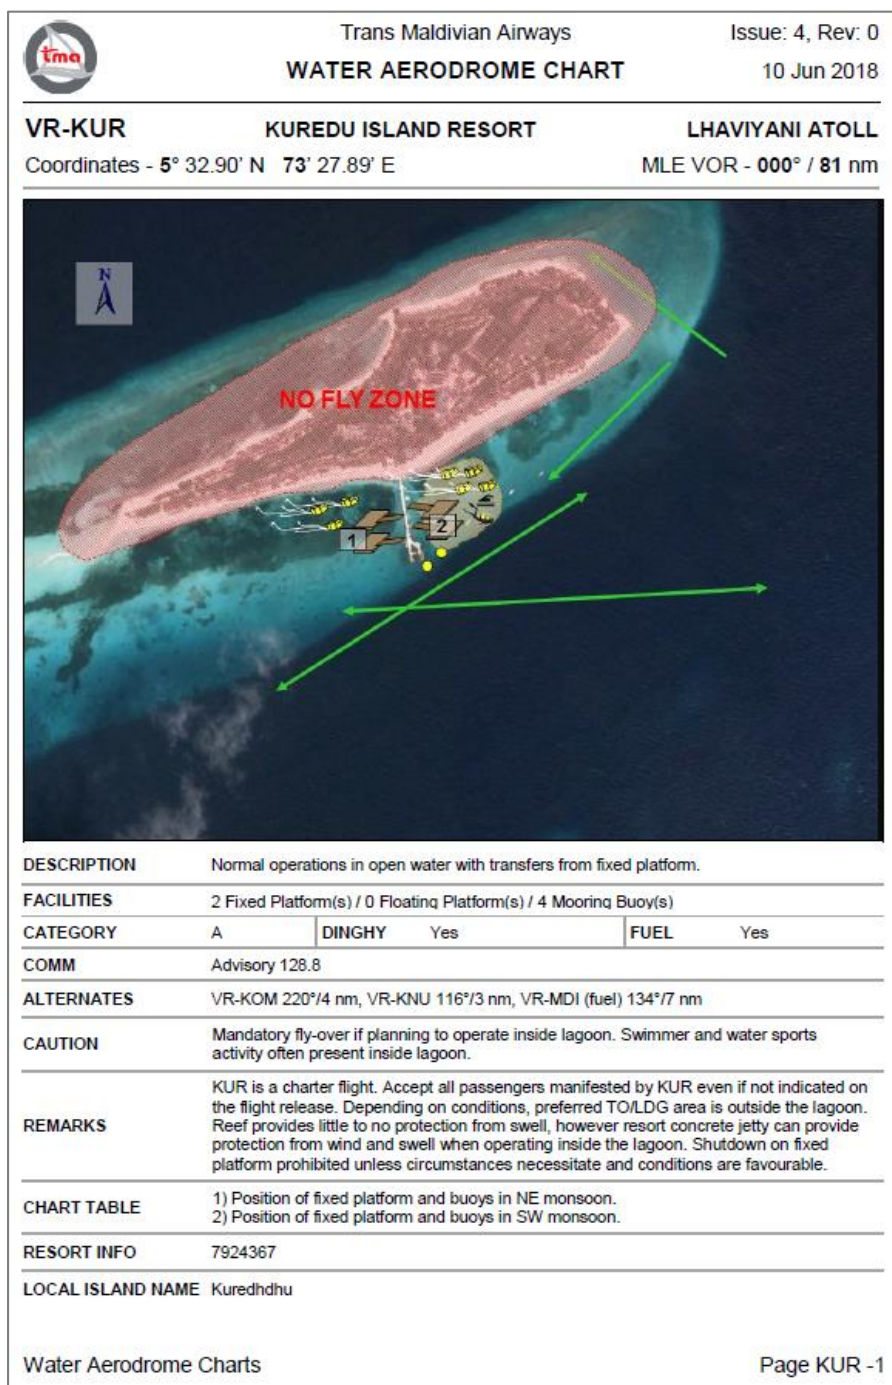 tma
Trans Maldivian Airways
Issue: 4, Rev: 0
WATER AERODROME CHART
10 Jun 2018
VR-KUR
KUREDU ISLAND RESORT
LHAVIYANI ATOLL
Coordinates - 5° 32.90' N 73' 27.89' E
MLE VOR - 000° / 81 nm
N
NO FLY ZONE
1
2
DESCRIPTION Normal operations in open water with transfers from fixed platform.
FACILITIES 2 Fixed Platform(s) / 0 Floating Platform(s) / 4 Mooring Buoy(s)
CATEGORY A DINGHY Yes FUEL Yes
COMM Advisory 128.8
ALTERNATES VR-KOM 220°/4 nm, VR-KNU 116°/3 nm, VR-MDI (fuel) 134°/7 nm
CAUTION
Mandatory fly-over if planning to operate inside lagoon. Swimmer and water sports
activity often present inside lagoon.
REMARKS
KUR is a charter flight. Accept all passengers manifested by KUR even if not indicated on
the flight release. Depending on conditions, preferred TO/LDG area is outside the lagoon.
Reef provides little to no protection from swell, however resort concrete jetty can provide
protection from wind and swell when operating inside the lagoon. Shutdown on fixed
platform prohibited unless circumstances necessitate and conditions are favourable.
CHART TABLE
1) Position of fixed platform and buoys in NE monsoon.
2) Position of fixed platform and buoys in SW monsoon.
RESORT INFO 7924367
LOCAL ISLAND NAME Kuredhdhu
Water Aerodrome Charts
Page KUR -1